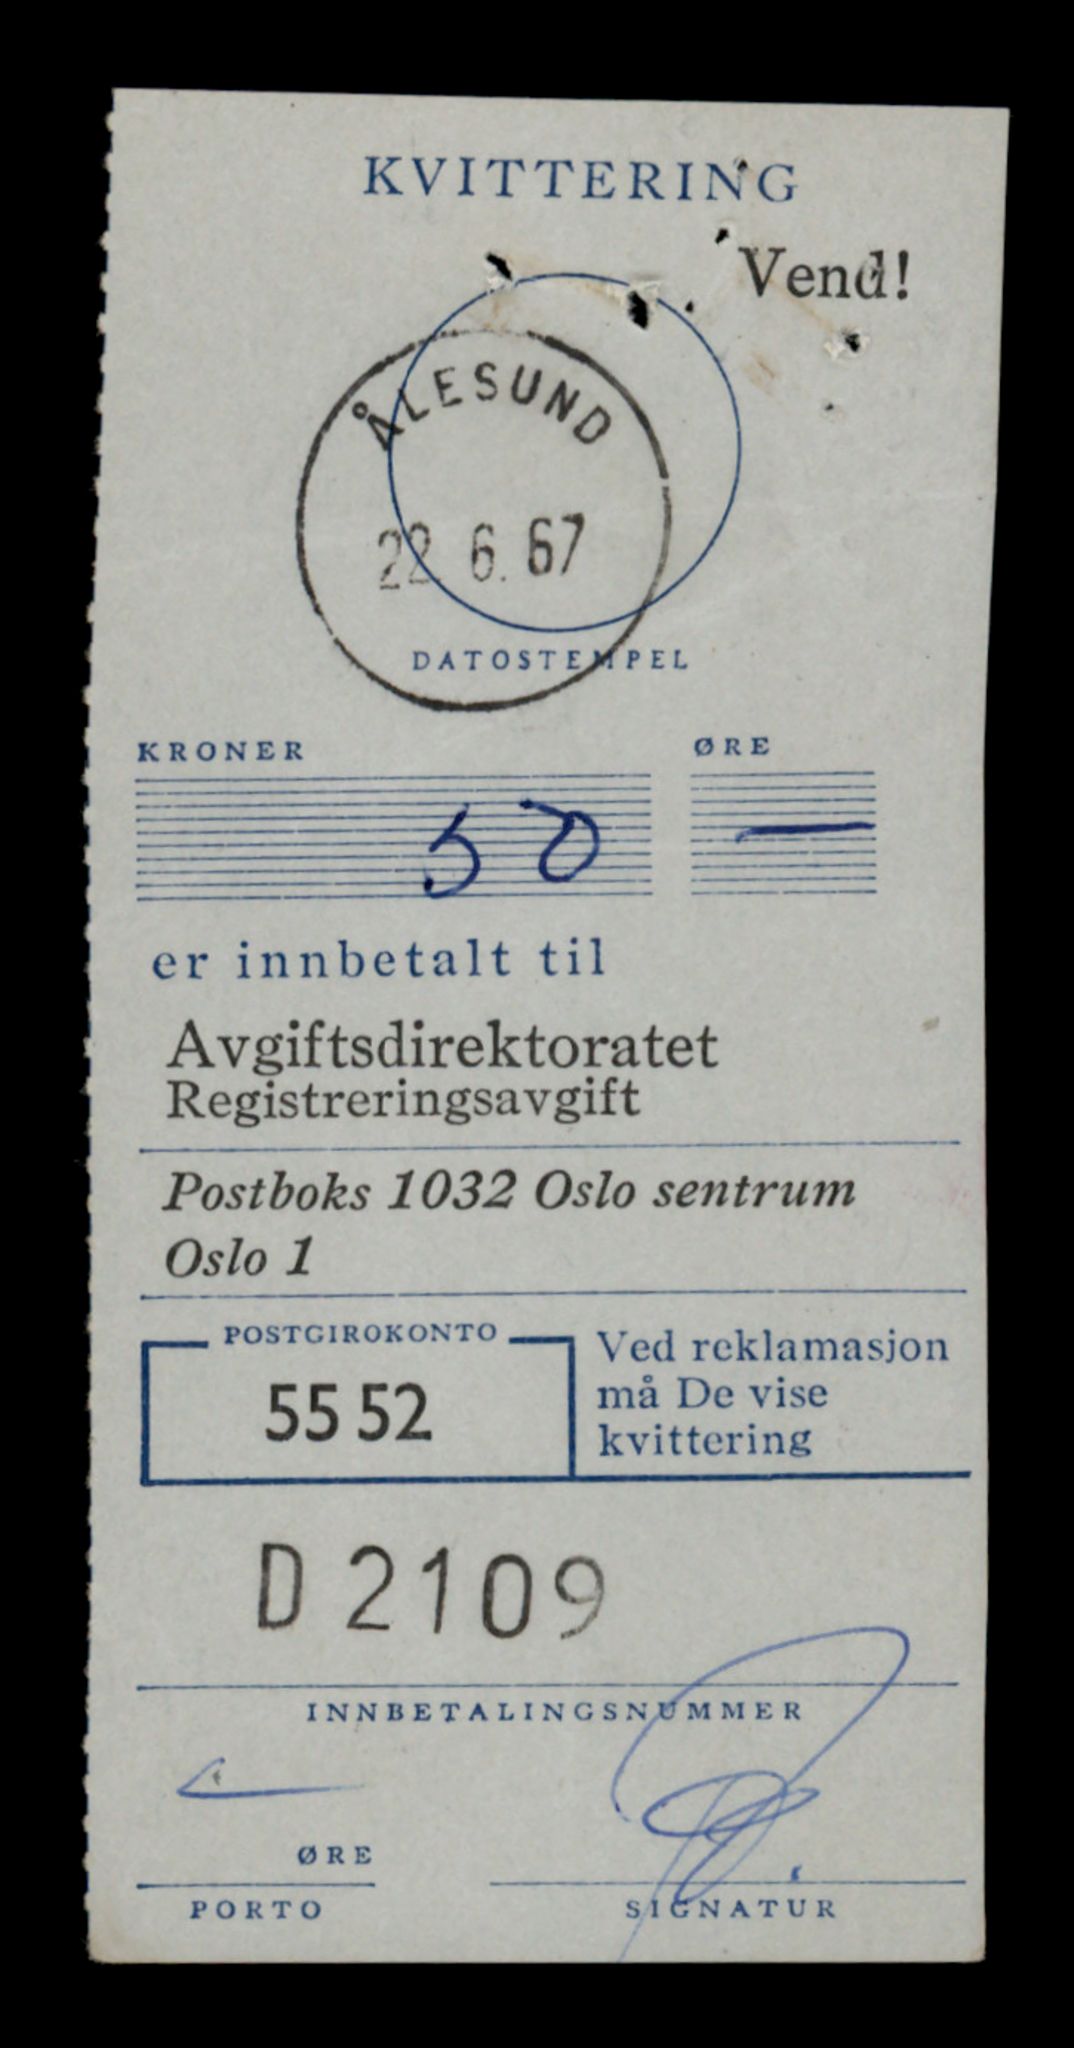 KVITTERING
Vend!
ÅLESUND
22. 6. 67
DATOSTEMPEL
KRONER ØRE
50 —
er innbetalt til
Avgiftsdirektoratet
Registreringsavgift
Postboks 1032 Oslo sentrum
Oslo 1
POSTGIROKONTO
55 52
Ved reklamasjon
må De vise
kvittering
D 2109
INNBETALINGSNUMMER
ØRE
PORTO
SIGNATUR